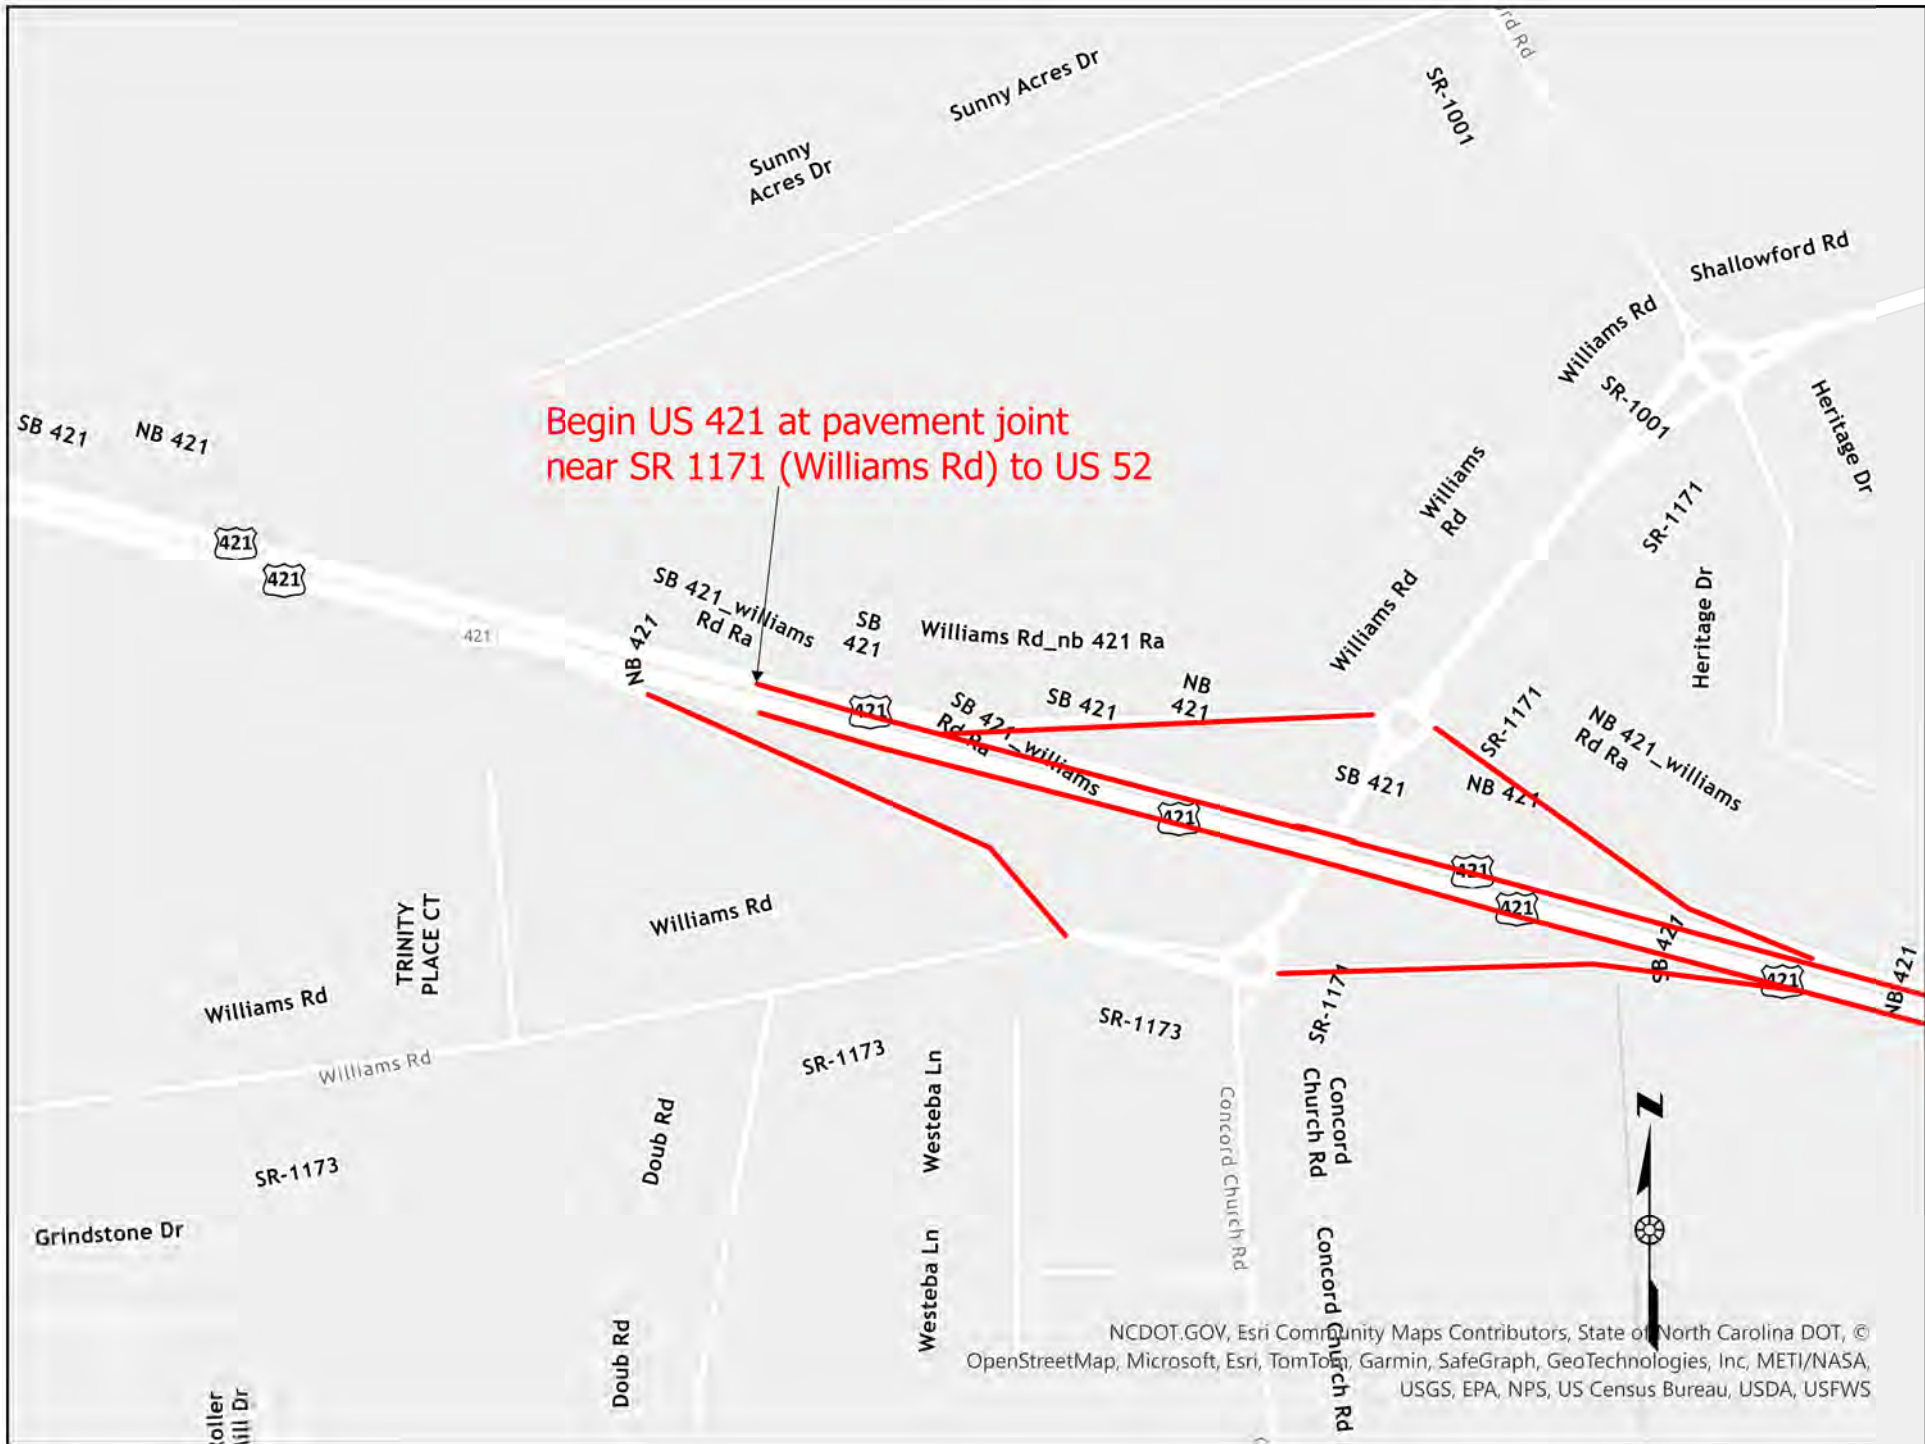 Sunny Acres Dr
Sunny
Acres Dr
SR-1001
Shallowford Rd
Williams Rd
SR-1001
Heritage Dr
SB 421
NB 421
Begin US 421 at pavement joint
near SR 1171 (Williams Rd) to US 52
Williams
Rd
SR-1171
421
421
421
NB 421
SB 421_williams
Rd Ra
SB
421
Williams Rd_nb 421 Ra
Williams Rd
Heritage Dr
421
SB 421_williams
Rd Ra
SB 421
NB
421
SR-1171
NB 421_williams
Rd Ra
SB 421
NB 421
421
421
421
TRINITY
PLACE CT
Williams Rd
SB 421
421
NB 421
Williams Rd
Williams Rd
SR-1173
SR-1173
SR-1171
Westeba Ln
Doub Rd
Concord Church Rd
Concord
Church Rd
N
SR-1173
Grindstone Dr
Westeba Ln
Doub Rd
Concord Church Rd
NCDOT.GOV, Esri Community Maps Contributors, State of North Carolina DOT, ©
OpenStreetMap, Microsoft, Esri, TomTom, Garmin, SafeGraph, GeoTechnologies, Inc, METI/NASA,
USGS, EPA, NPS, US Census Bureau, USDA, USFWS